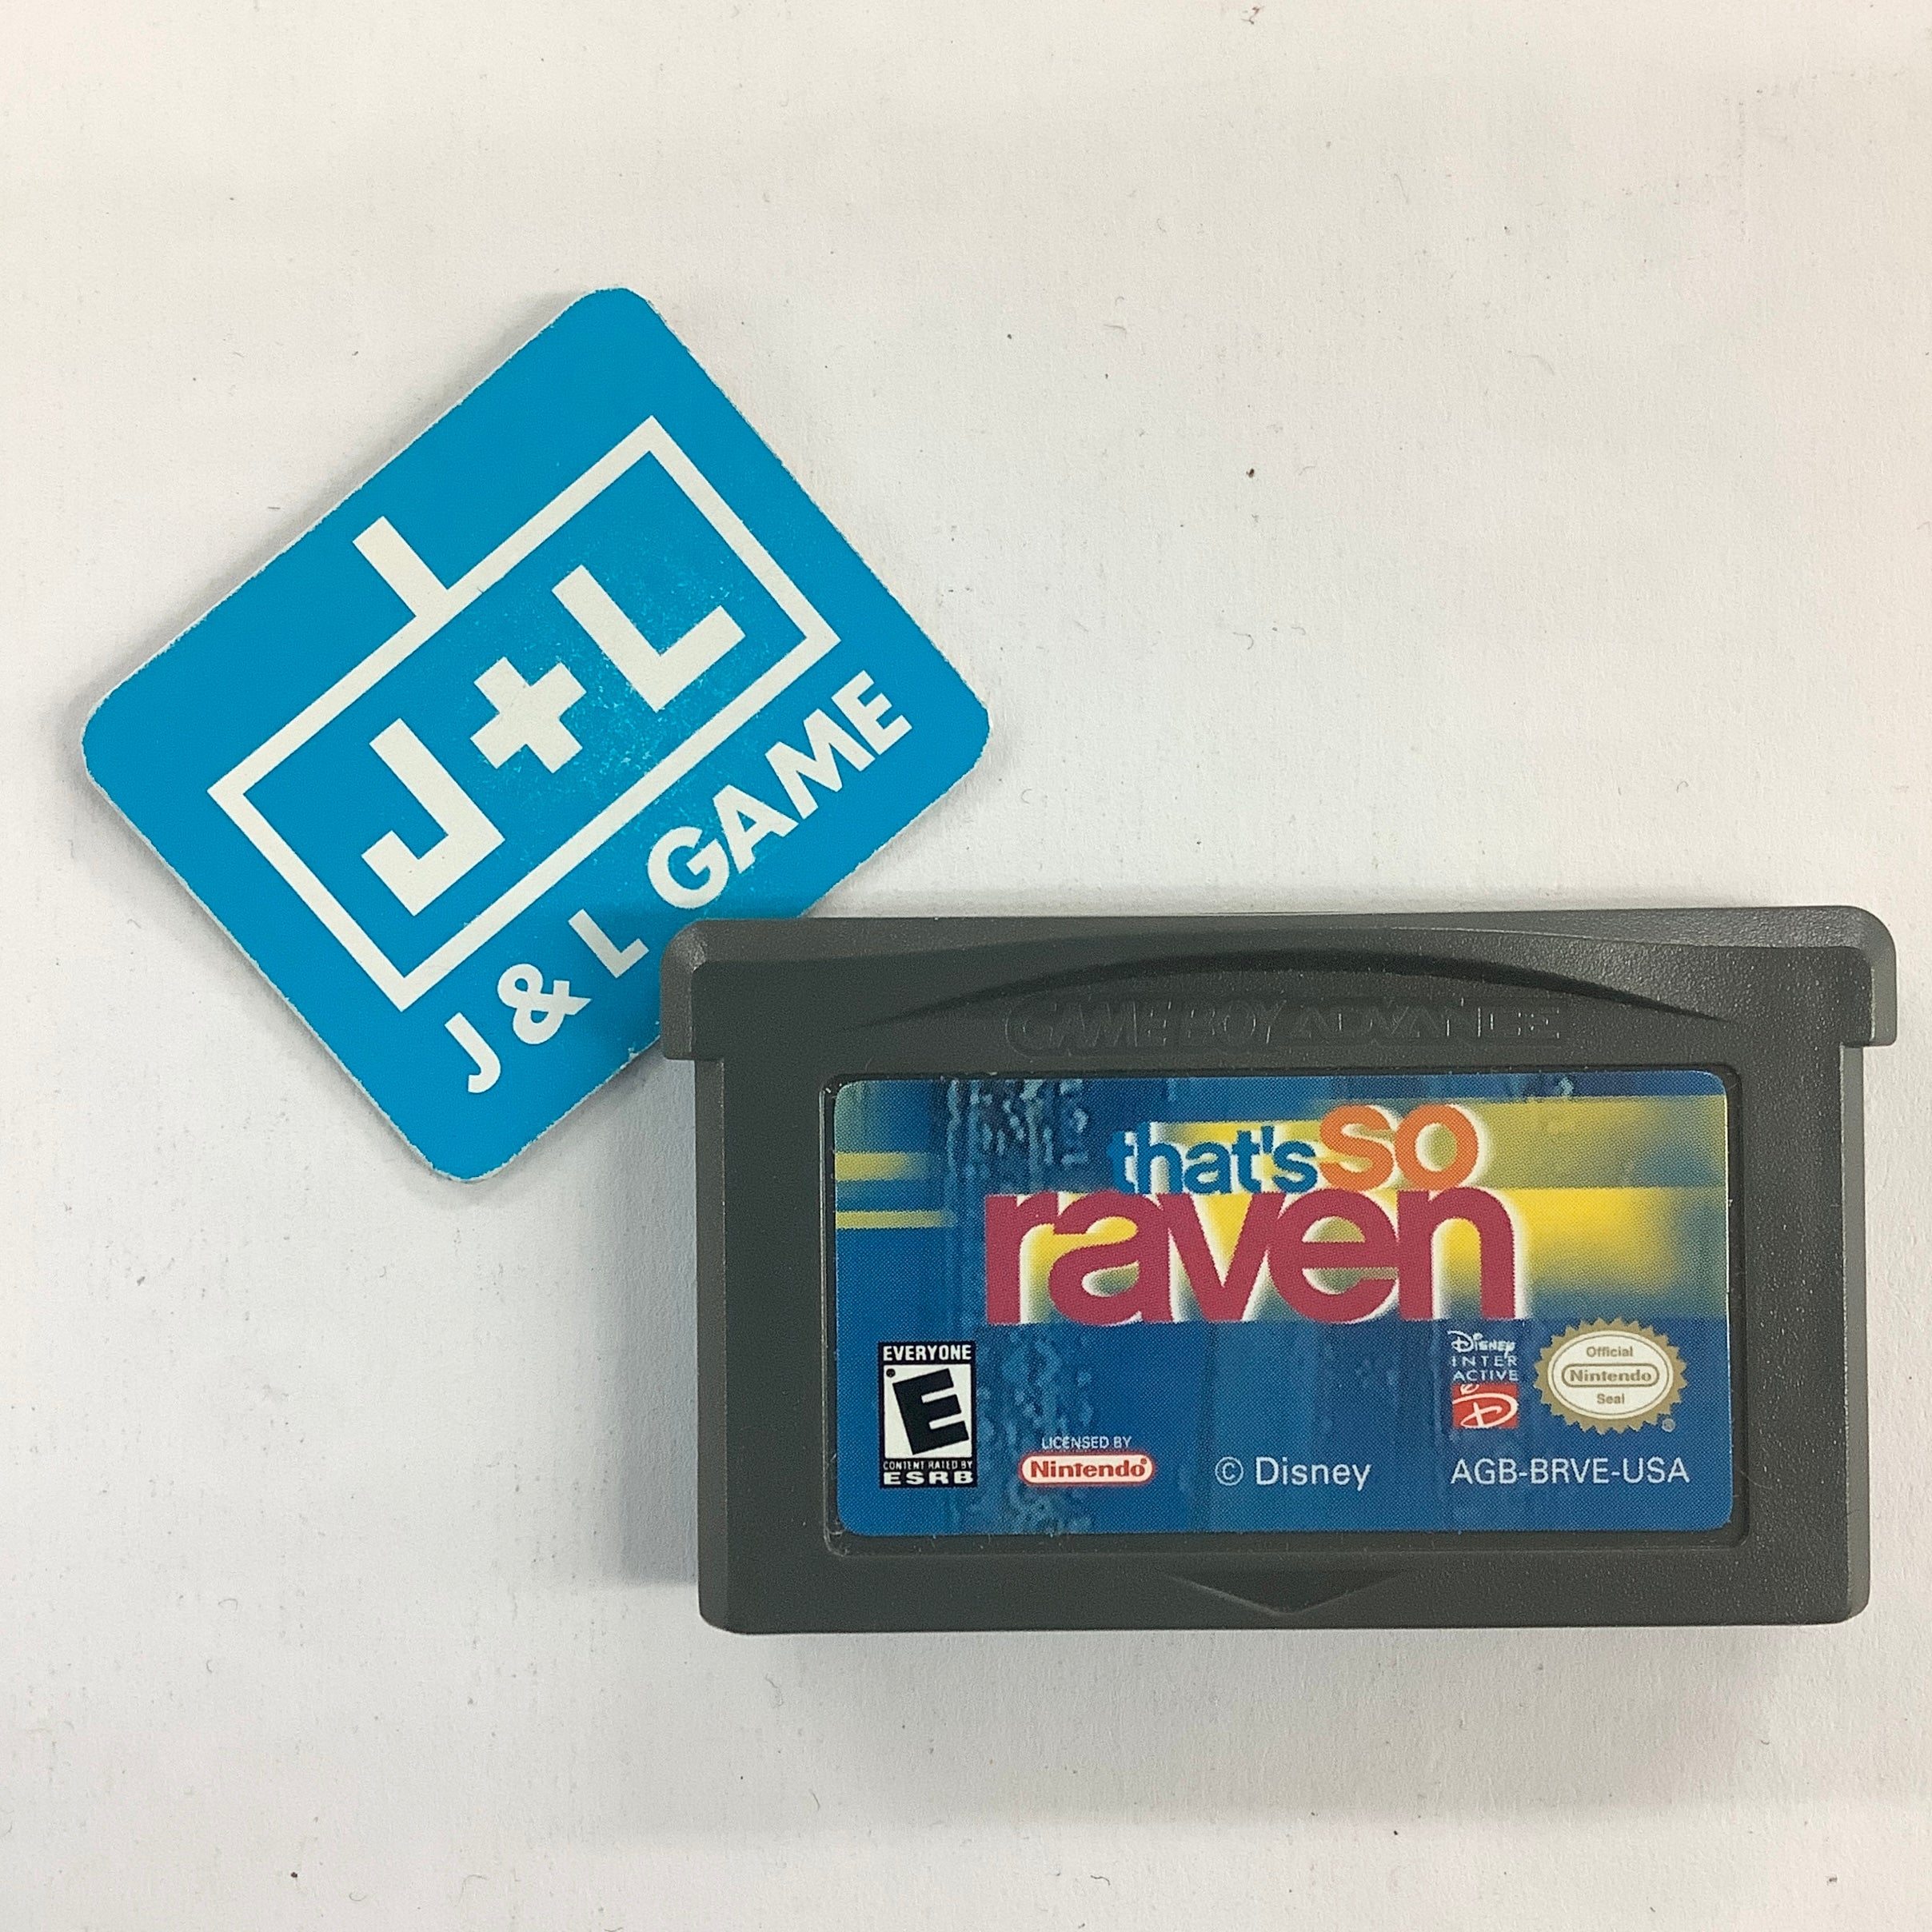 J+L
J & L GAME
GAME BOY ADVANCE
that's so
raven
EVERYONE
E
CONTENT RATED BY
ESRB
LICENSED BY
Nintendo®
© Disney
Disney
INTER
ACTIVE
D
Official
Nintendo
Seal
®
AGB-BRVE-USA